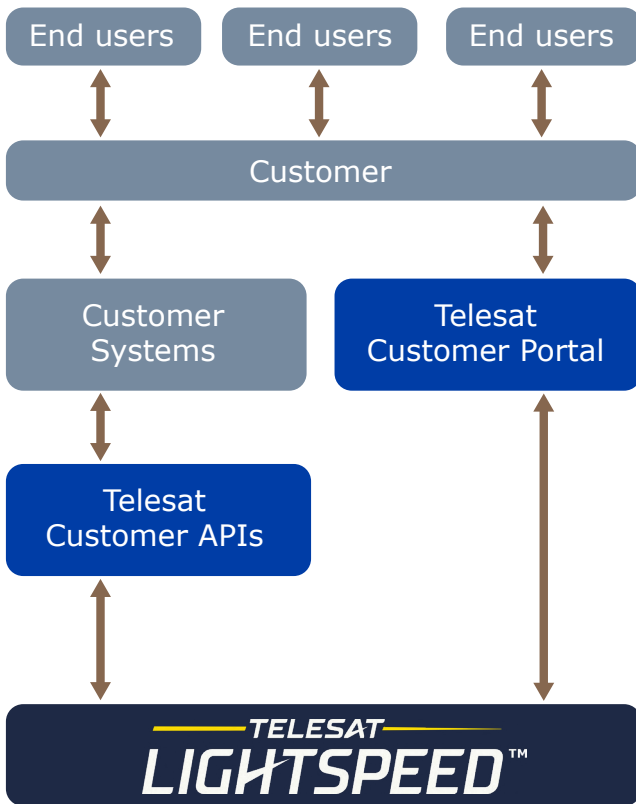 End users
End users
End users
Customer
Customer
Systems
Telesat
Customer Portal
Telesat
Customer APIs
TELESAT
LIGHTSPEED™